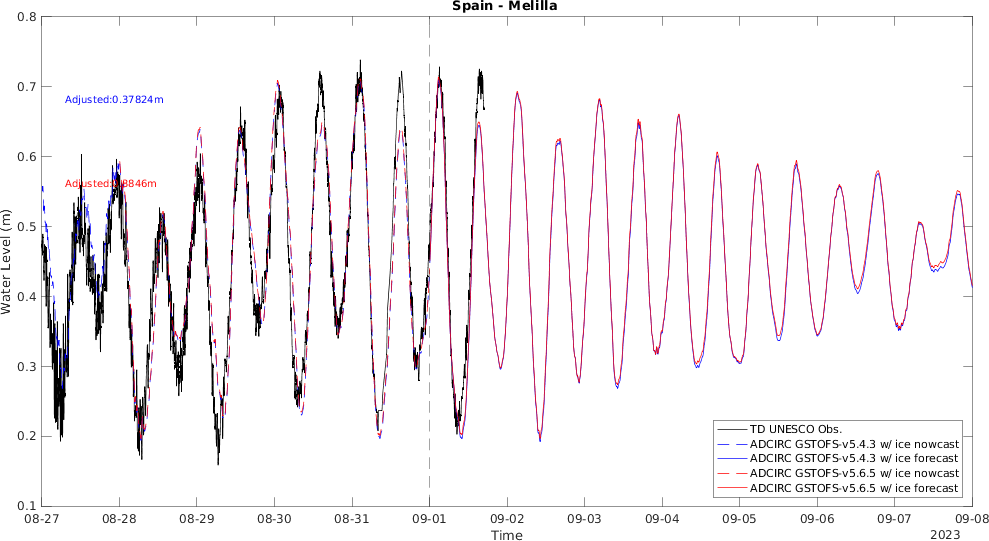 Spain - Melilla
0.8
0.7
0.6
0.5
0.4
0.3
0.2
0.1
Water Level (m)
Adjusted:0.37824m
08-27
08-28
08-29
08-30
08-31
09-01
09-02
09-03
09-04
09-05
09-06
09-07
09-08
Time
2023
TD UNESCO Obs.
ADCIRC GSTOFS-v5.4.3 w/ ice nowcast
ADCIRC GSTOFS-v5.4.3 w/ ice forecast
ADCIRC GSTOFS-v5.6.5 w/ ice nowcast
ADCIRC GSTOFS-v5.6.5 w/ ice forecast